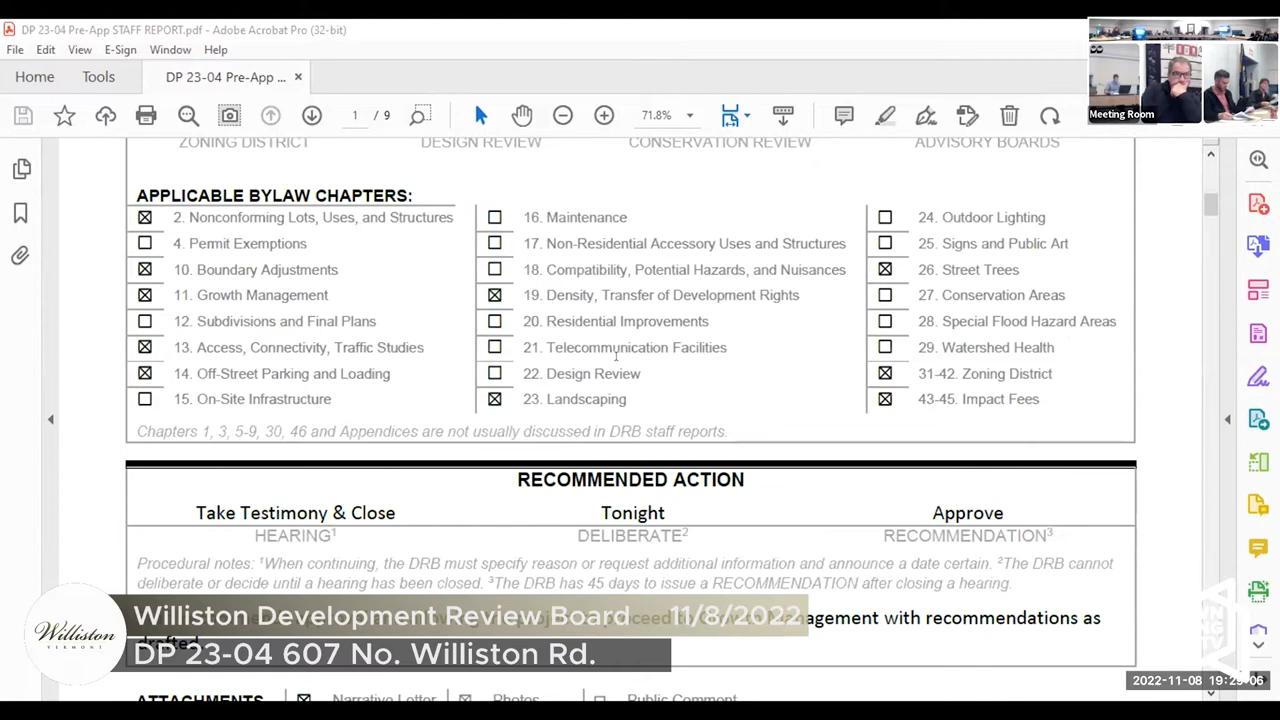 DP 23-04 Pre-App STAFF REPORT.pdf - Adobe Acrobat Pro (32-bit)
File Edit View E-Sign Window Help
Home Tools DP 23-04 Pre-App ... ×
1 / 9 71.8%
Meeting Room
ZONING DISTRICT DESIGN REVIEW CONSERVATION REVIEW ADVISORY BOARDS
APPLICABLE BYLAW CHAPTERS:
2. Nonconforming Lots, Uses, and Structures
4. Permit Exemptions
10. Boundary Adjustments
11. Growth Management
12. Subdivisions and Final Plans
13. Access, Connectivity, Traffic Studies
14. Off-Street Parking and Loading
15. On-Site Infrastructure
16. Maintenance
17. Non-Residential Accessory Uses and Structures
18. Compatibility, Potential Hazards, and Nuisances
19. Density, Transfer of Development Rights
20. Residential Improvements
21. Telecommunication Facilities
22. Design Review
23. Landscaping
24. Outdoor Lighting
25. Signs and Public Art
26. Street Trees
27. Conservation Areas
28. Special Flood Hazard Areas
29. Watershed Health
31-42. Zoning District
43-45. Impact Fees
Chapters 1, 3, 5-9, 30, 46 and Appendices are not usually discussed in DRB staff reports.
RECOMMENDED ACTION
Take Testimony & Close Tonight Approve
HEARING¹ DELIBERATE² RECOMMENDATION³
Procedural notes: ¹When continuing, the DRB must specify reason or request additional information and announce a date certain. ²The DRB cannot
deliberate or decide until a hearing has been closed. ³The DRB has 45 days to issue a RECOMMENDATION after closing a hearing.
with recommendations as
drafted.
Williston
VERMONT
Williston Development Review Board 11/8/2022
DP 23-04 607 No. Williston Rd.
ATTACHMENTS Narrative Letter Photos Public Comment